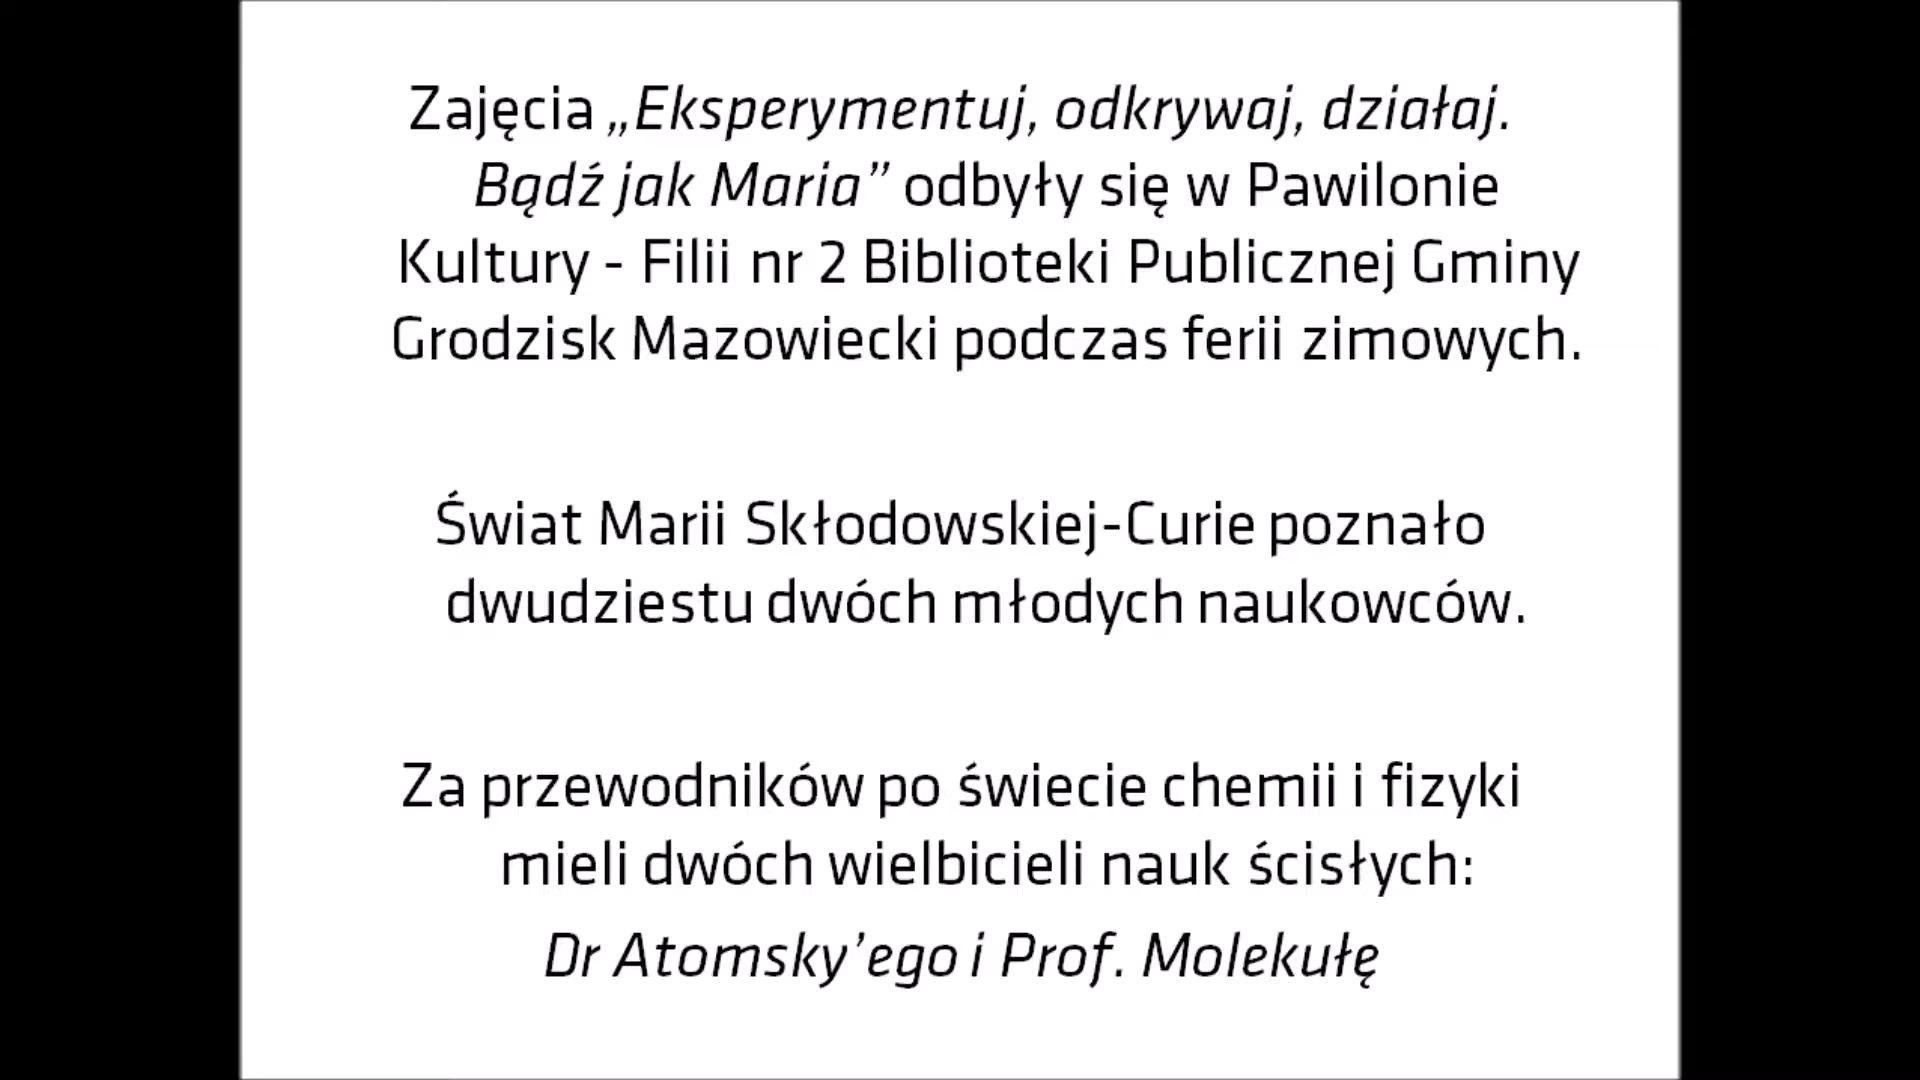 Zajęcia „Eksperymentuj, odkrywaj, działaj.
Bądź jak Maria” odbyły się w Pawilonie
Kultury - Filii nr 2 Biblioteki Publicznej Gminy
Grodzisk Mazowiecki podczas ferii zimowych.
Świat Marii Skłodowskiej-Curie poznało
dwudziestu dwóch młodych naukowców.
Za przewodników po świecie chemii i fizyki
mieli dwóch wielbicieli nauk ścisłych:
Dr Atomsky’ego i Prof. Molekułę